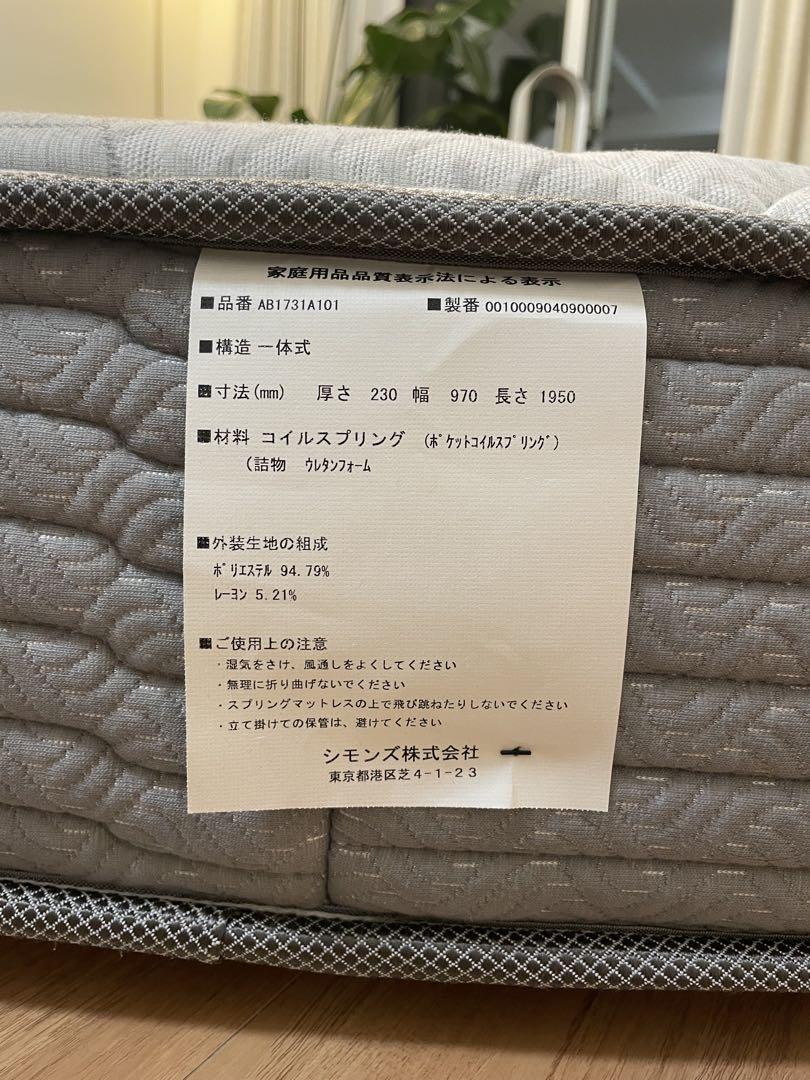 家庭用品品質表示法による表示
■品番 AB1731A101 ■製番 0010009040900007
■構造 一体式
■寸法(mm) 厚さ 230 幅 970 長さ 1950
■材料 コイルスプリング (ﾎﾟｹｯﾄｺｲﾙｽﾌﾟﾘﾝｸﾞ)
(詰物 ｳﾚﾀﾝﾌｫｰﾑ
■外装生地の組成
ﾎﾟﾘｴｽﾃﾙ 94.79%
ﾚｰﾖﾝ 5.21%
■ご使用上の注意
・湿気をさけ、風通しをよくしてください
・無理に折り曲げないでください
・スプリングマットレスの上で飛び跳ねたりしないでください
・立て掛けての保管は、避けてください
シモンズ株式会社
東京都港区芝4-1-23